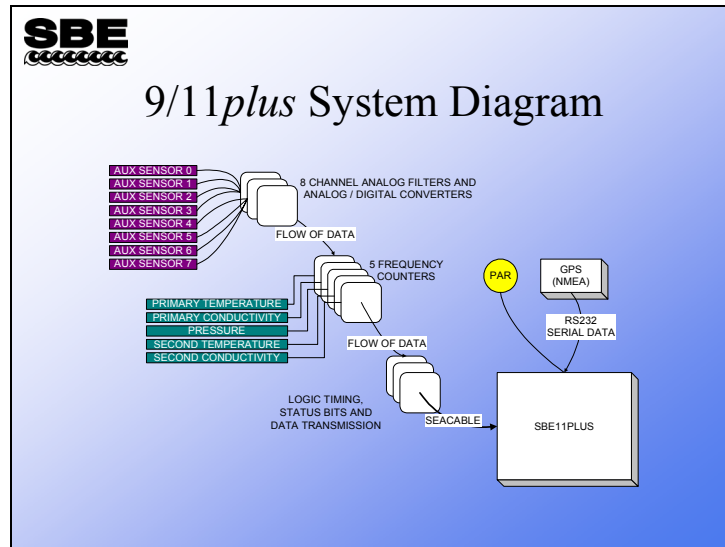 SBE
9/11plus System Diagram
AUX SENSOR 0
AUX SENSOR 1
AUX SENSOR 2
AUX SENSOR 3
AUX SENSOR 4
AUX SENSOR 5
AUX SENSOR 6
AUX SENSOR 7
8 CHANNEL ANALOG FILTERS AND
ANALOG / DIGITAL CONVERTERS
FLOW OF DATA
5 FREQUENCY
COUNTERS
PRIMARY TEMPERATURE
PRIMARY CONDUCTIVITY
PRESSURE
SECOND TEMPERATURE
SECOND CONDUCTIVITY
FLOW OF DATA
LOGIC TIMING,
STATUS BITS AND
DATA TRANSMISSION
SEACABLE
PAR
GPS
(NMEA)
RS232
SERIAL DATA
SBE11PLUS